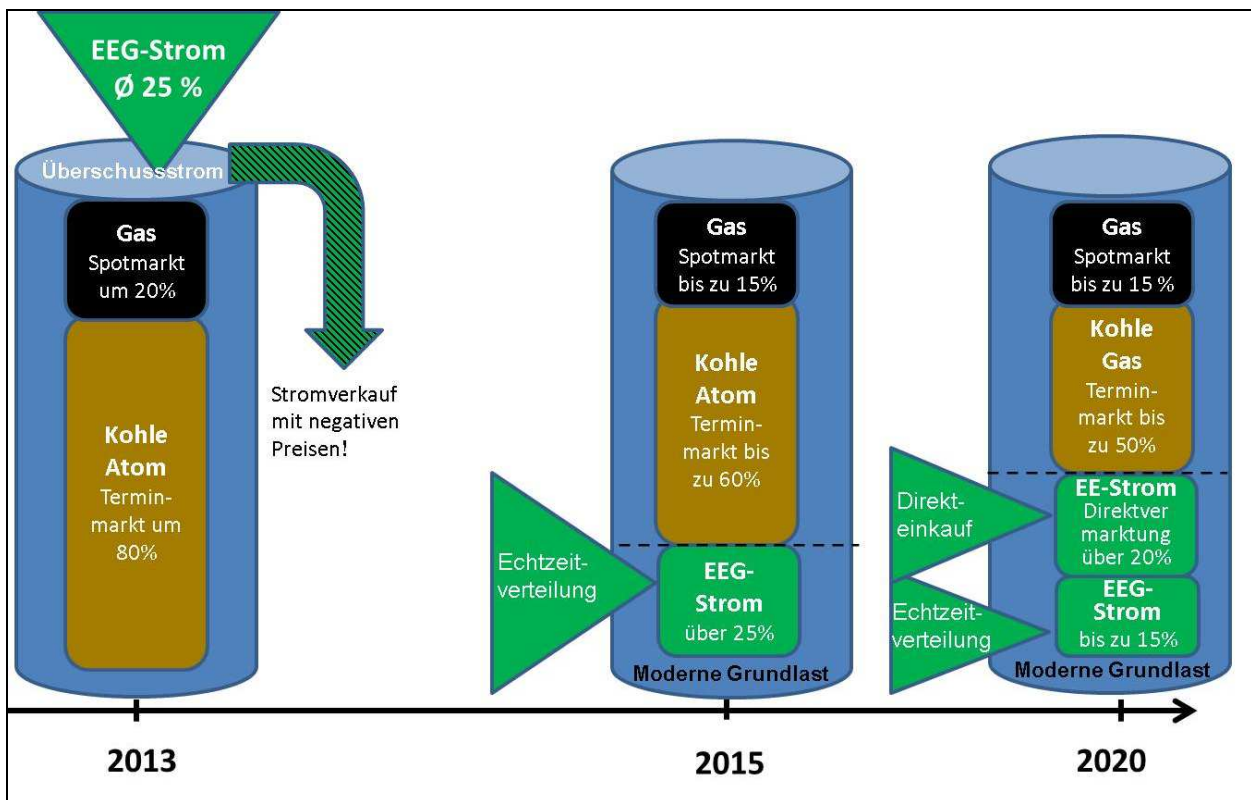 EEG-Strom
Ø 25 %
Überschussstrom
Gas
Spotmarkt
um 20%
Kohle
Atom
Termin-
markt um
80%
Stromverkauf
mit negativen
Preisen!
Echtzeit-
verteilung
Gas
Spotmarkt
bis zu 15%
Kohle
Atom
Termin-
markt bis
zu 60%
EEG-
Strom
über 25%
Moderne Grundlast
Direkt-
einkauf
Echtzeit-
verteilung
Gas
Spotmarkt
bis zu 15 %
Kohle
Gas
Termin-
markt bis
zu 50%
EE-Strom
Direktver
marktung
über 20%
EEG-
Strom
bis zu 15%
Moderne Grundlast
2013
2015
2020